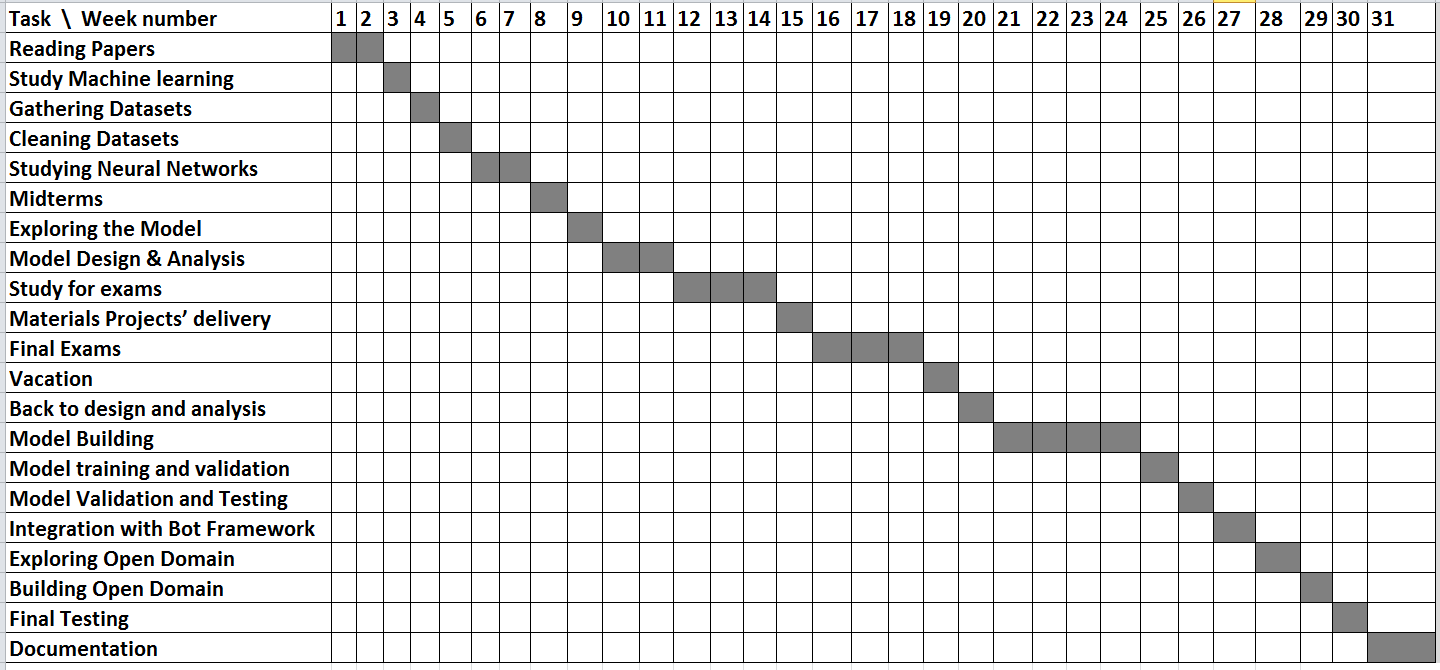 Task \ Week number 1 2 3 4 5 6 7 8 9 10 11 12 13 14 15 16 17 18 19 20 21 22 23 24 25 26 27 28 29 30 31
Reading Papers
Study Machine learning
Gathering Datasets
Cleaning Datasets
Studying Neural Networks
Midterms
Exploring the Model
Model Design & Analysis
Study for exams
Materials Projects’ delivery
Final Exams
Vacation
Back to design and analysis
Model Building
Model training and validation
Model Validation and Testing
Integration with Bot Framework
Exploring Open Domain
Building Open Domain
Final Testing
Documentation